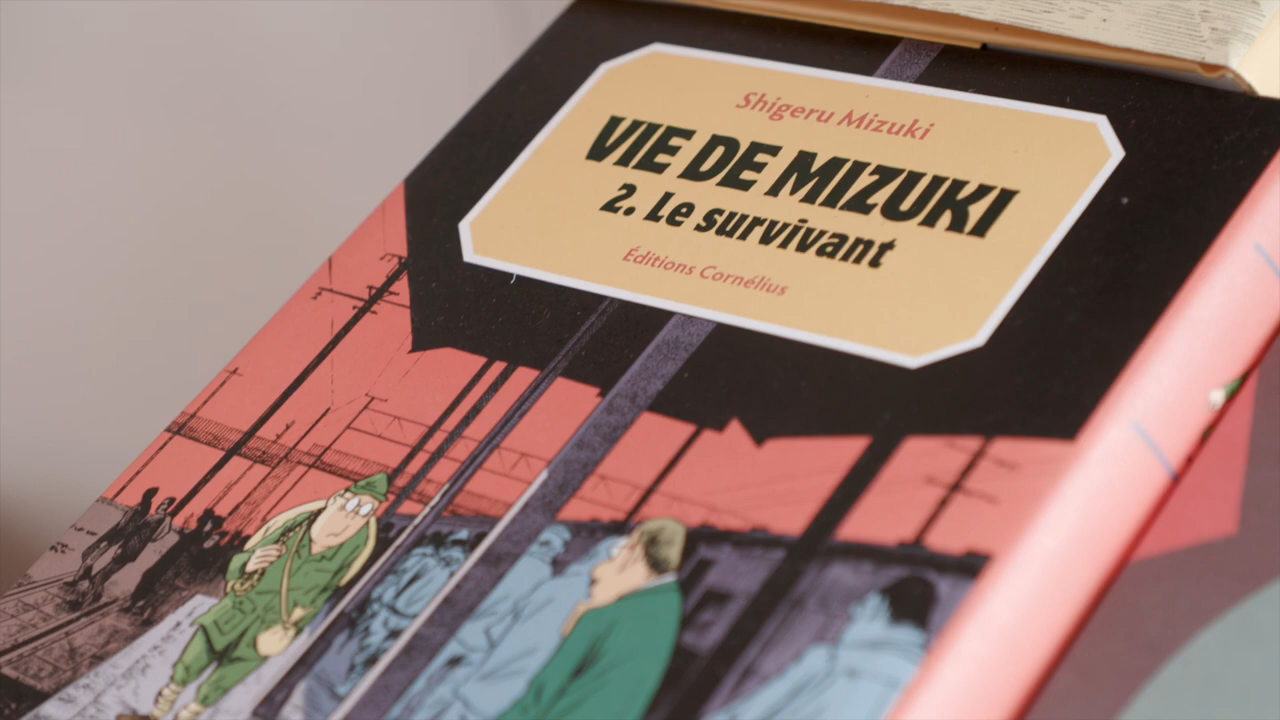 Shigeru Mizuki
VIE DE MIZUKI
2. Le survivant
Éditions Cornélius